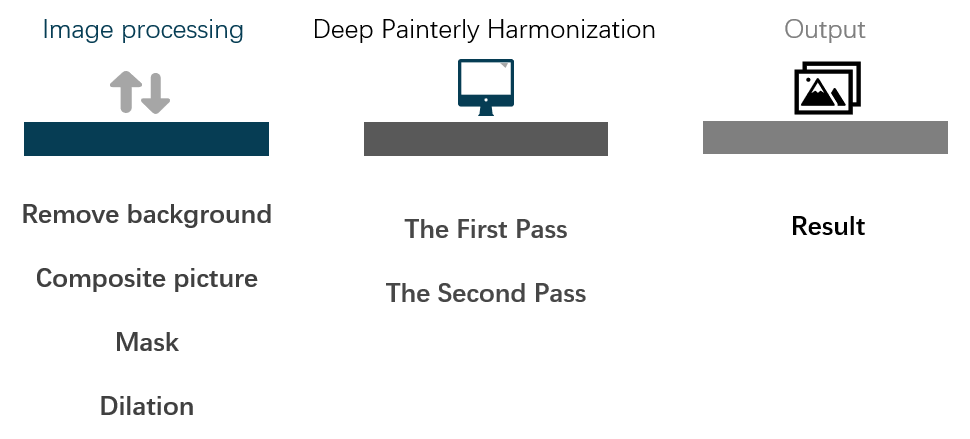 Image processing
Deep Painterly Harmonization
Output
Remove background
Composite picture
Mask
Dilation
The First Pass
The Second Pass
Result